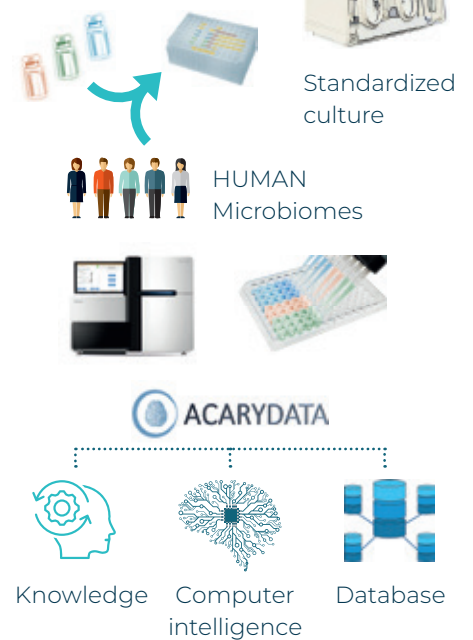 Standardized
culture
HUMAN
Microbiomes
ACARYDATA
Knowledge
Computer
intelligence
Database